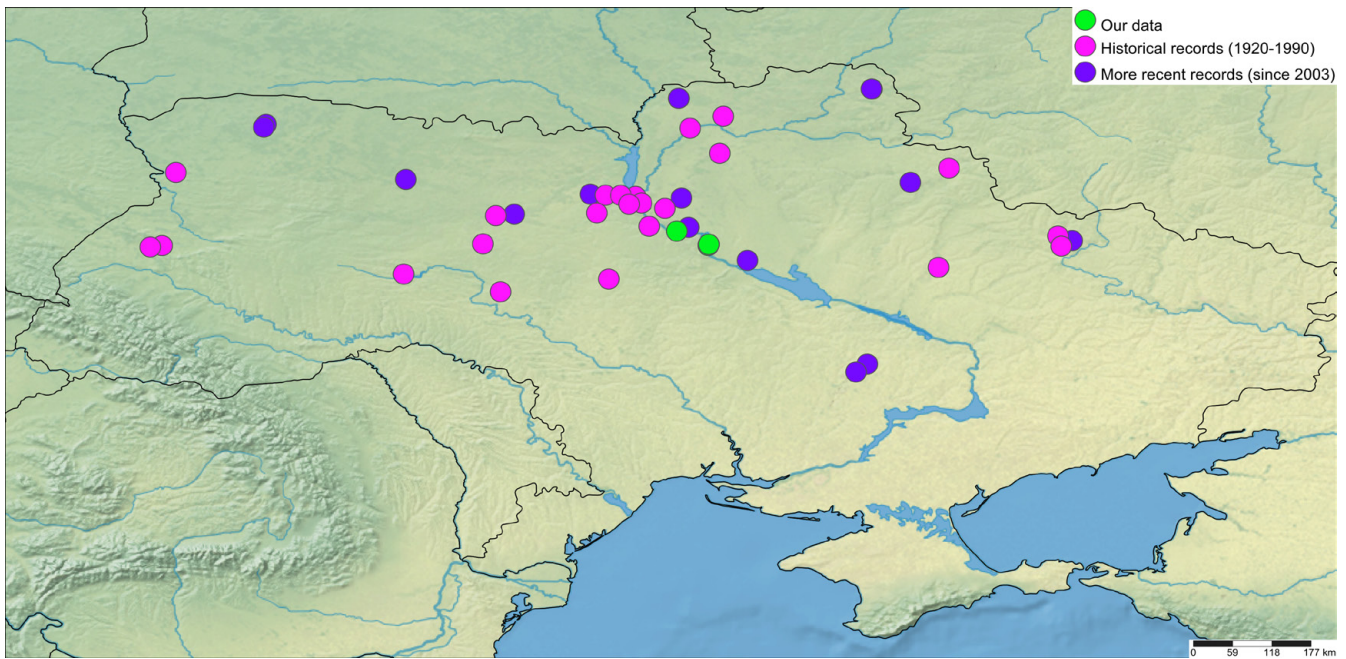 Our data
Historical records (1920-1990)
More recent records (since 2003)
0 59 118 177 km